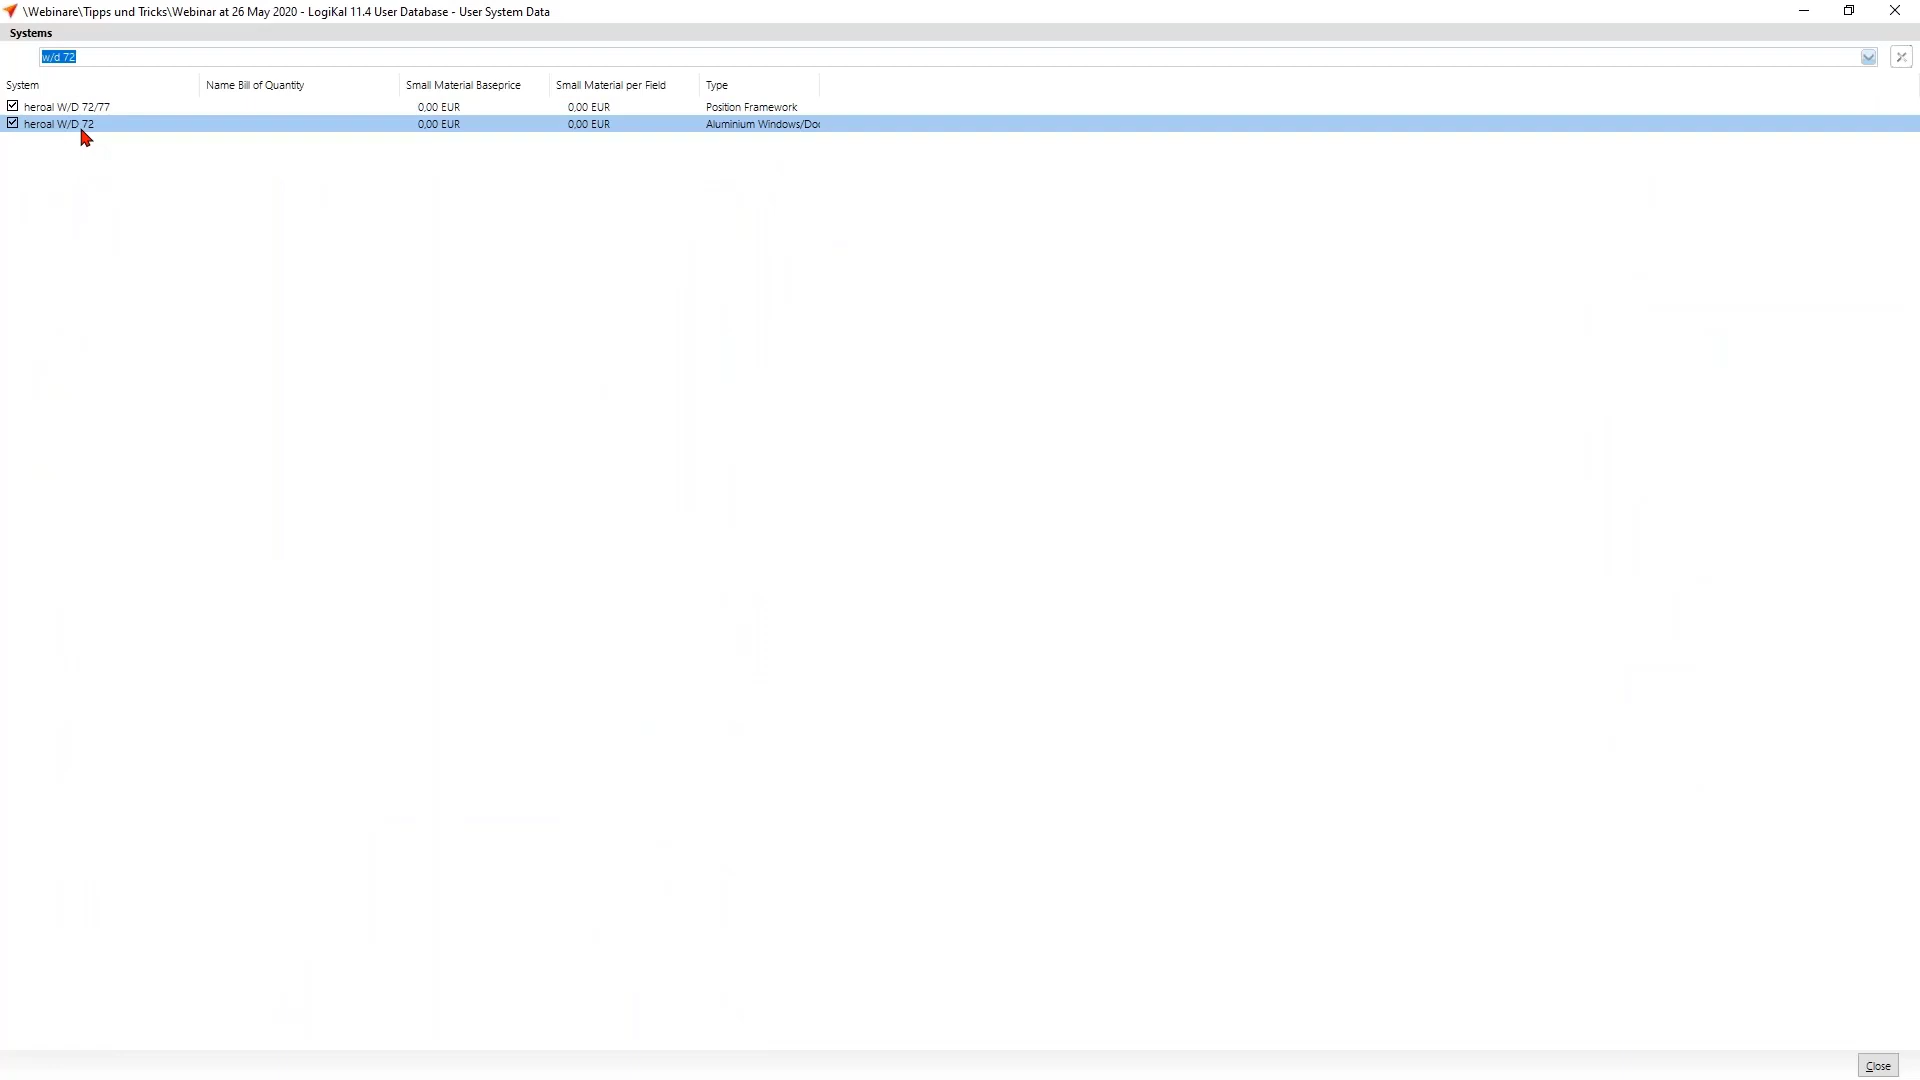 \Webinare\Tipps und Tricks\Webinar at 26 May 2020 - LogiKal 11.4 User Database - User System Data
Systems
w/d 72
System Name Bill of Quantity Small Material Baseprice Small Material per Field Type
heroal W/D 72/77 0,00 EUR 0,00 EUR Position Framework
heroal W/D 72 0,00 EUR 0,00 EUR Aluminium Windows/Doo
Close